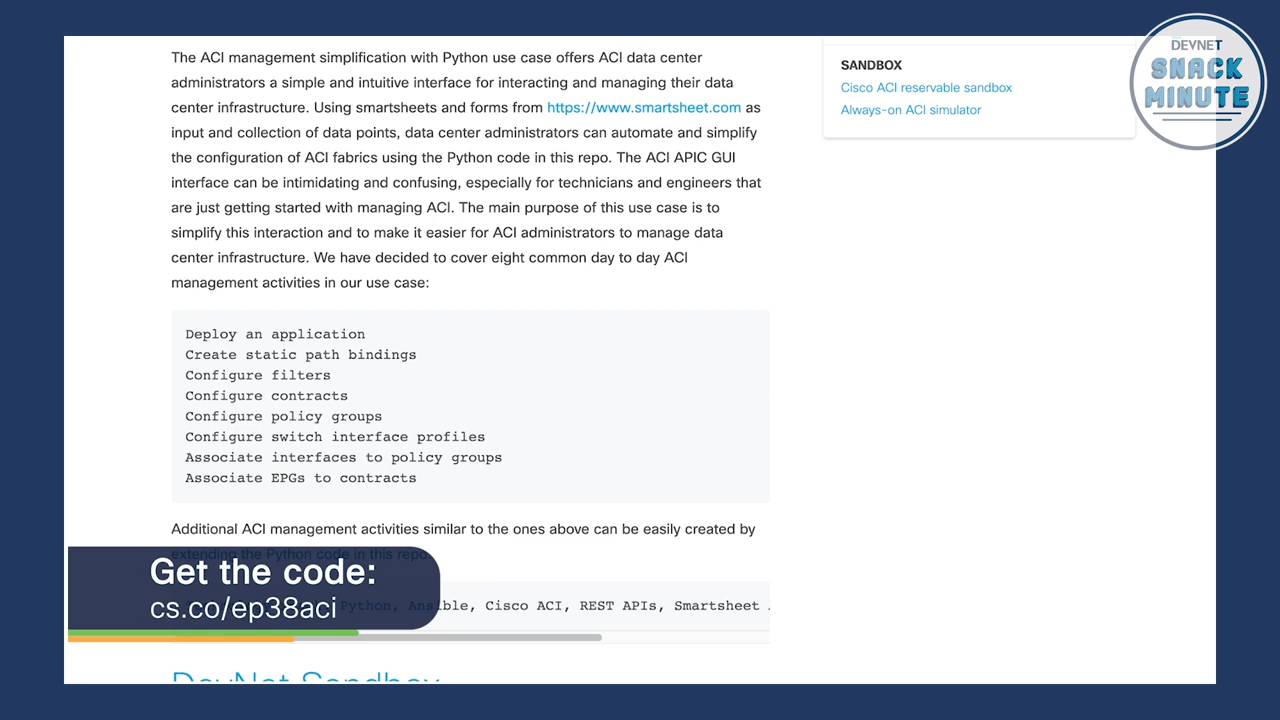 The ACI management simplification with Python use case offers ACI data center
administrators a simple and intuitive interface for interacting and managing their data
center infrastructure. Using smartsheets and forms from https://www.smartsheet.com as
input and collection of data points, data center administrators can automate and simplify
the configuration of ACI fabrics using the Python code in this repo. The ACI APIC GUI
interface can be intimidating and confusing, especially for technicians and engineers that
are just getting started with managing ACI. The main purpose of this use case is to
simplify this interaction and to make it easier for ACI administrators to manage data
center infrastructure. We have decided to cover eight common day to day ACI
management activities in our use case:
Deploy an application
Create static path bindings
Configure filters
Configure contracts
Configure policy groups
Configure switch interface profiles
Associate interfaces to policy groups
Associate EPGs to contracts
Additional ACI management activities similar to the ones above can be easily created by
extending the Python code in this repo.
Python, Ansible, Cisco ACI, REST APIs, Smartsheet
DevNet Sandbox
SANDBOX
Cisco ACI reservable sandbox
Always-on ACI simulator
DEVNET
SNACK
MINUTE
Get the code:
cs.co/ep38aci